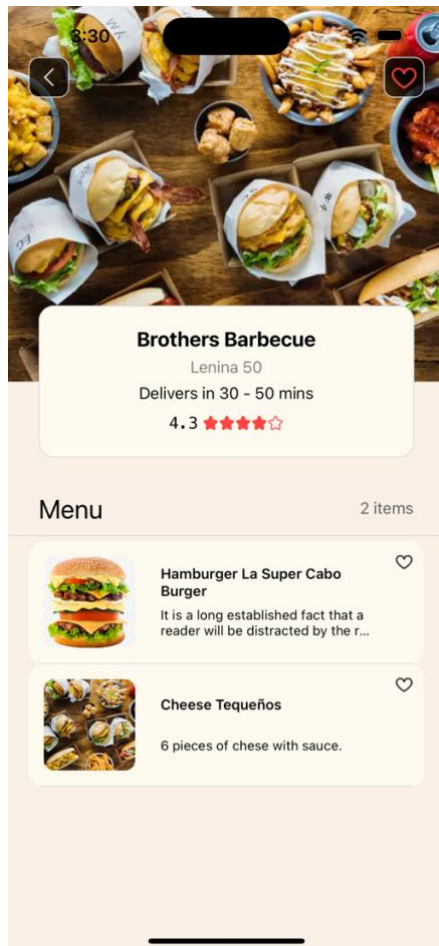 3:30
Brothers Barbecue
Lenina 50
Delivers in 30 - 50 mins
4.3
Menu
2 items
Hamburger La Super Cabo
Burger
It is a long established fact that a
reader will be distracted by the r...
Cheese Tequeños
6 pieces of chese with sauce.